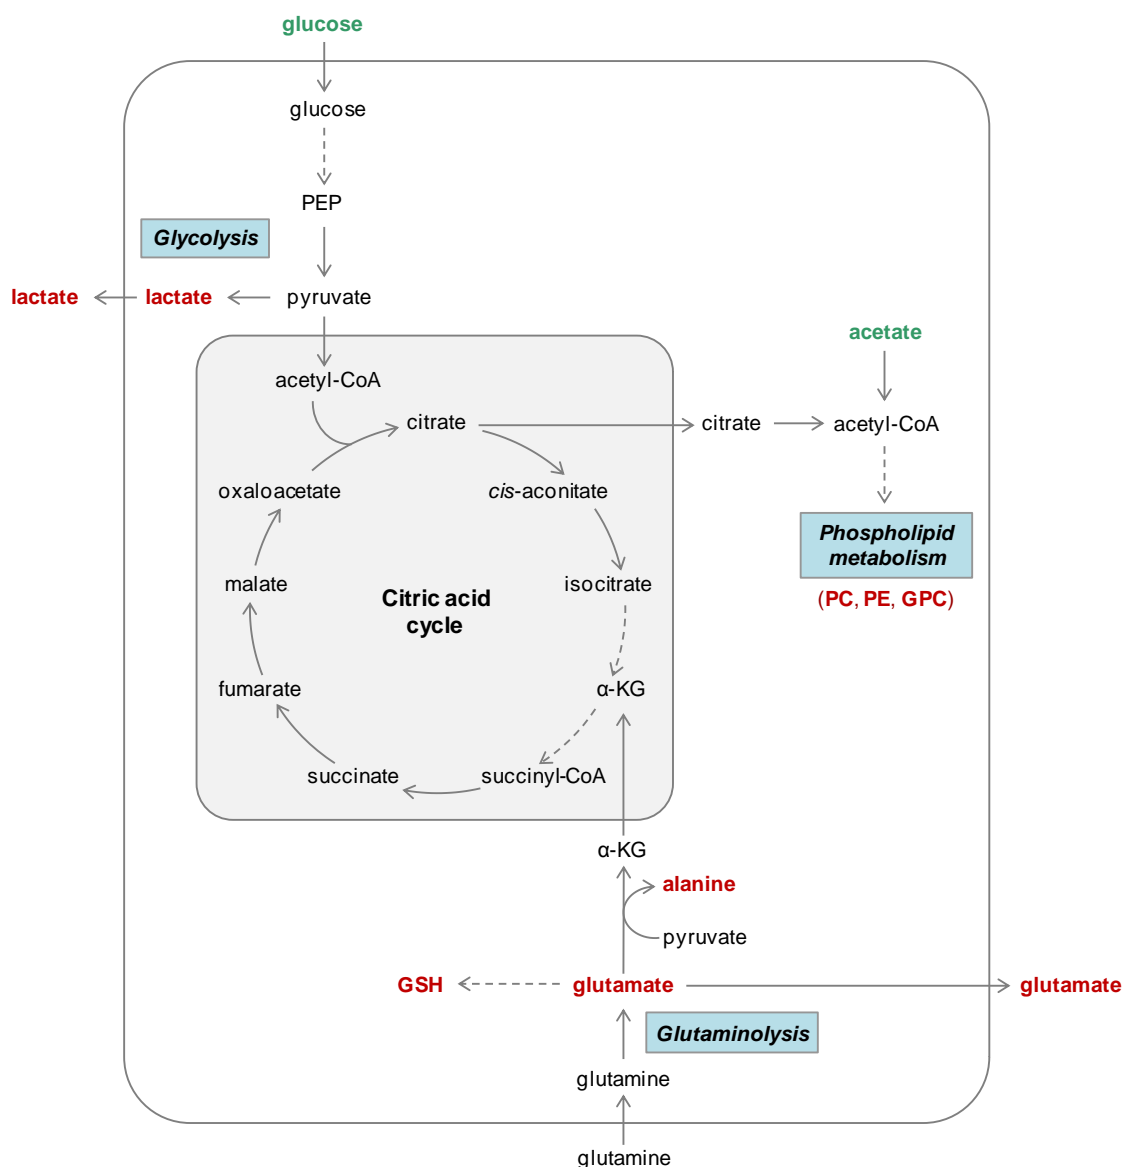 glucose
glucose
PEP
Glycolysis
lactate
lactate
pyruvate
acetate
acetyl-CoA
citrate
citrate
acetyl-CoA
oxaloacetate
cis-aconitate
Phospholipid
metabolism
malate
isocitrate
Citric acid
cycle
(PC, PE, GPC)
fumarate
α-KG
succinate
succinyl-CoA
α-KG
alanine
pyruvate
GSH
glutamate
glutamate
Glutaminolysis
glutamine
glutamine